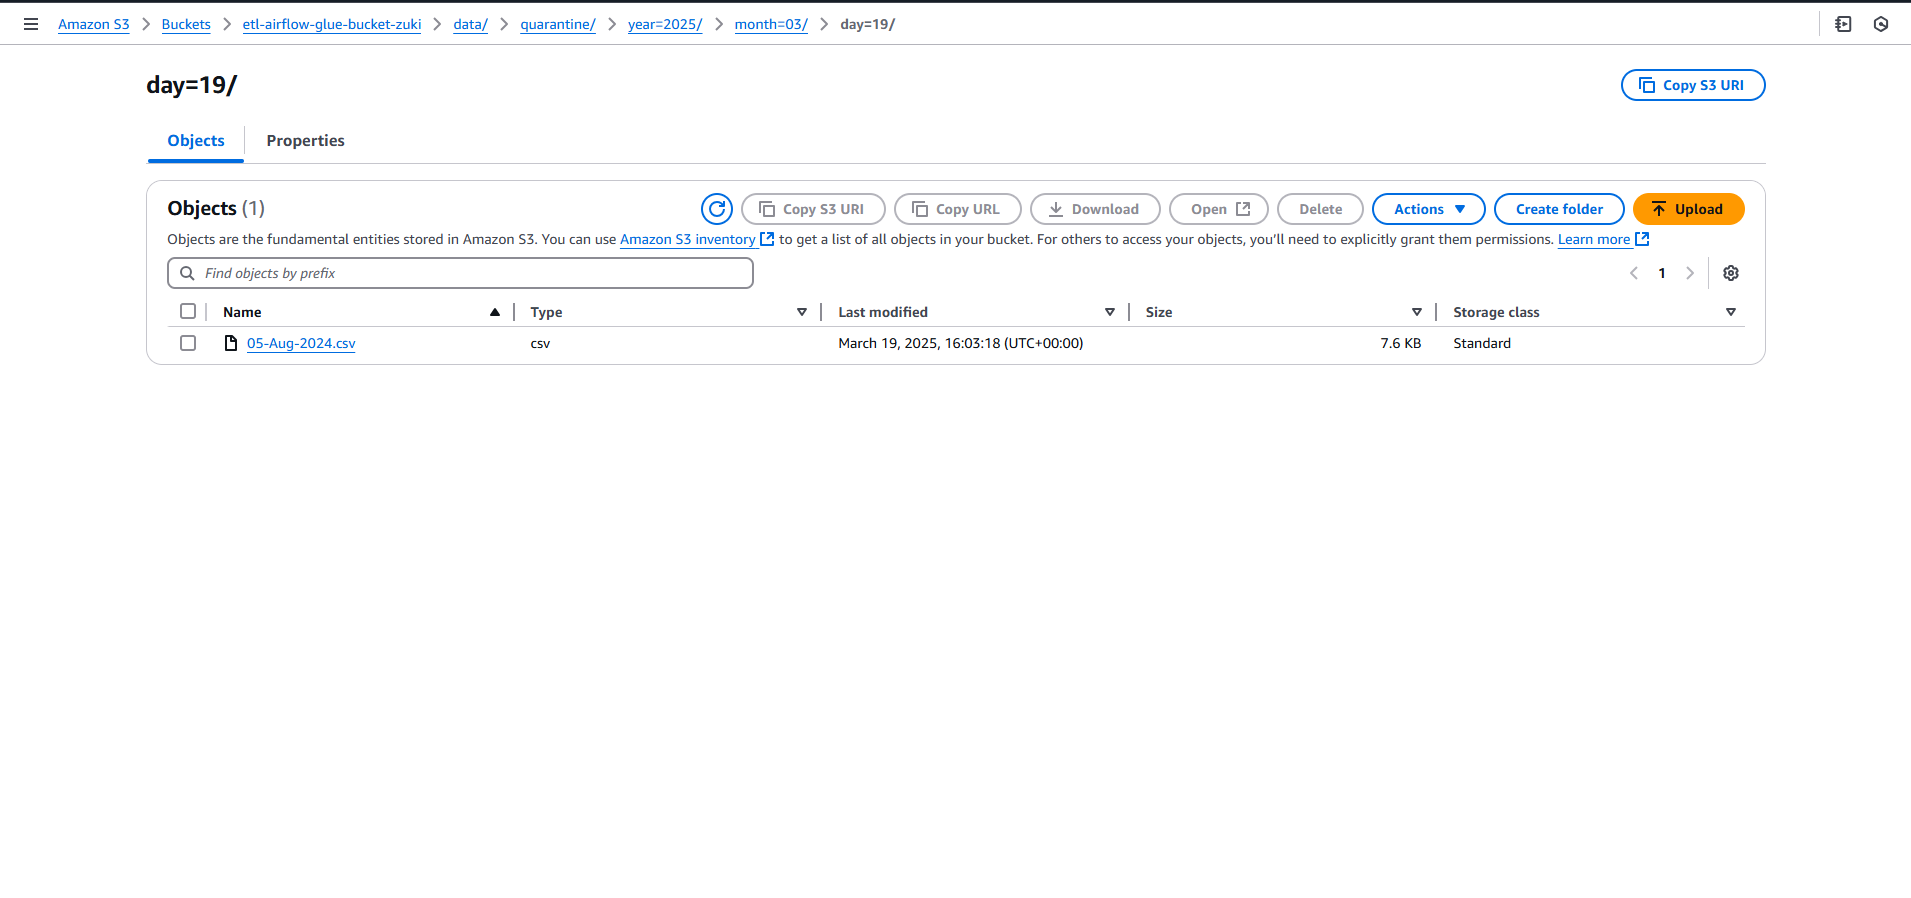 Amazon S3 > Buckets > etl-airflow-glue-bucket-zuki > data/ > quarantine/ > year=2025/ > month=03/ > day=19/
day=19/
Copy S3 URI
Objects Properties
Objects (1)
Copy S3 URI Copy URL Download Open Delete Actions Create folder Upload
Objects are the fundamental entities stored in Amazon S3. You can use Amazon S3 inventory to get a list of all objects in your bucket. For others to access your objects, you'll need to explicitly grant them permissions. Learn more
Find objects by prefix
1
Name Type Last modified Size Storage class
05-Aug-2024.csv csv March 19, 2025, 16:03:18 (UTC+00:00) 7.6 KB Standard